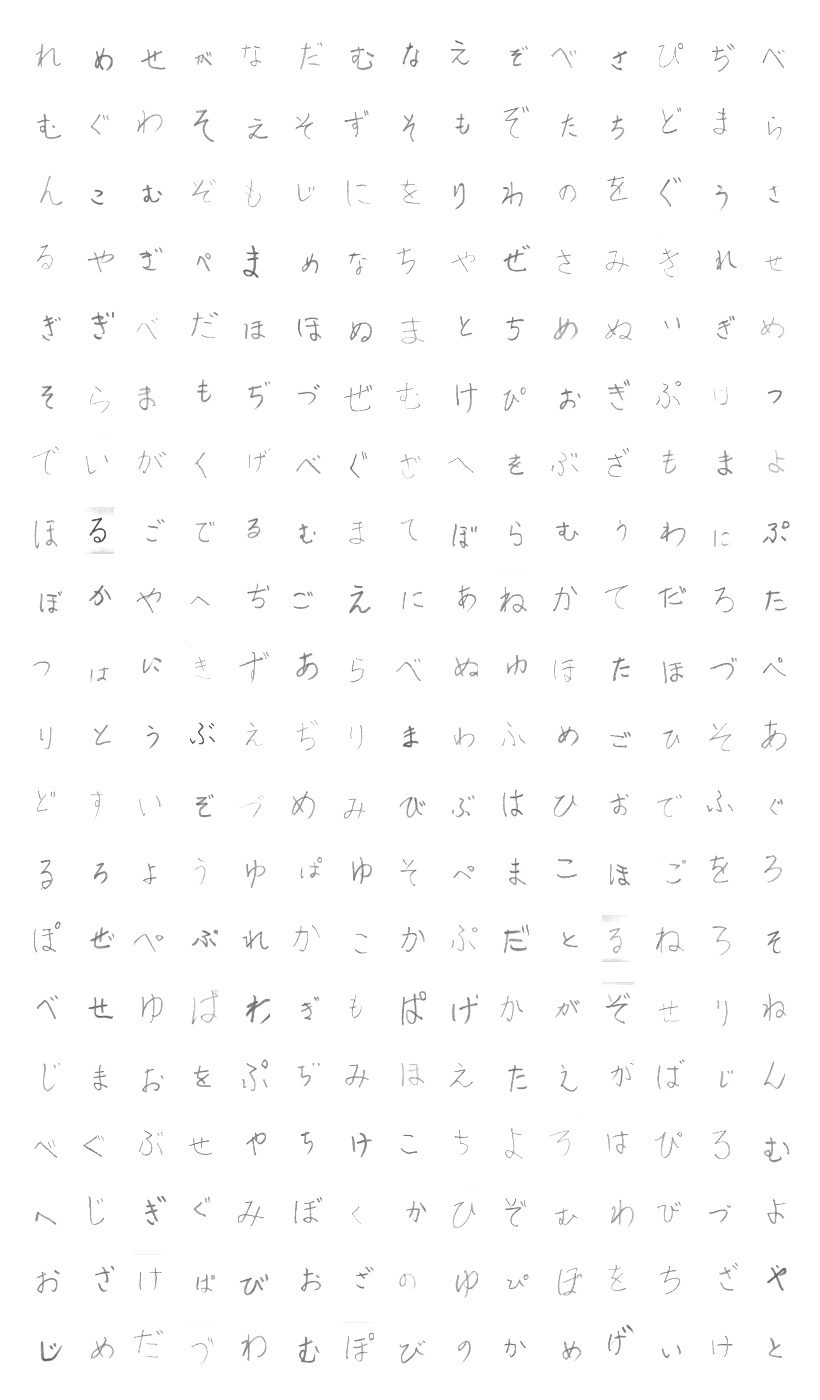 れめせがなだむなえぞべさぴぢべ
むぐわそえそずそもぞたちどまら
んこむぞもじにをりわのをぐうさ
るやぎぺまめなちやぜさみきれせ
ぎぎべだほほぬまとちめぬいぎめ
そらまもぢづぜむけぴおぎぷりつ
でいがくげべぐざへをぶざもまよ
ほるごでるむまてぼらむうわにぷ
ぼかやへぢごえにあねかてだろた
つはいきずあらべぬゆほたほづぺ
りとうぶえぢりまわふめごひそあ
どすいぞづめみびぶはひおでふぐ
るろようゆぱゆそぺまこほごをろ
ぽぜぺぷれかこかぷだとるねろそ
べせゆばわぎもぱげかがぞせりね
じまおをぷぢみほえたえがばじん
べぐぶせやちけこちよろはぴろむ
へじぎぐみぼくかひぞむわびづよ
おざけぱびおざのゆぴぼをちざや
じめだづわむぽびのかめげいけと